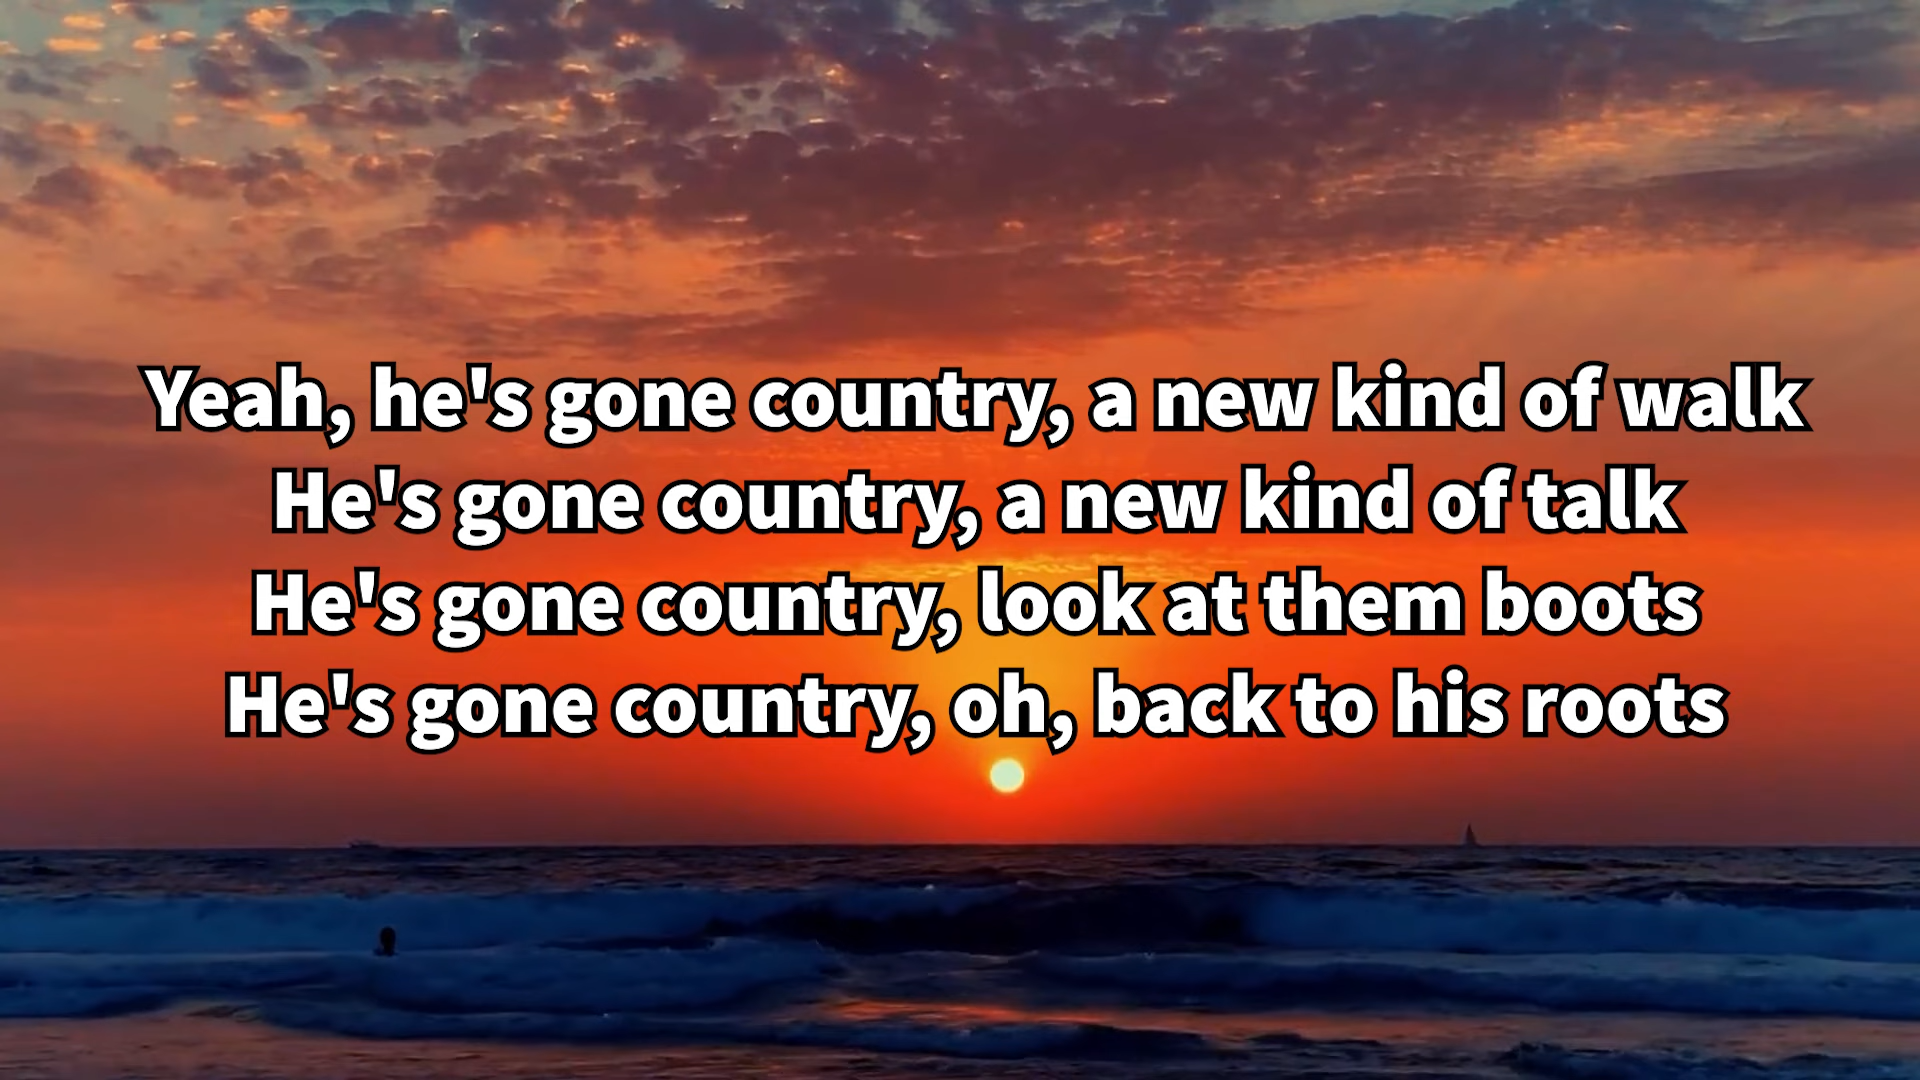 Yeah, he's gone country, a new kind of walk
He's gone country, a new kind of talk
He's gone country, look at them boots
He's gone country, oh, back to his roots